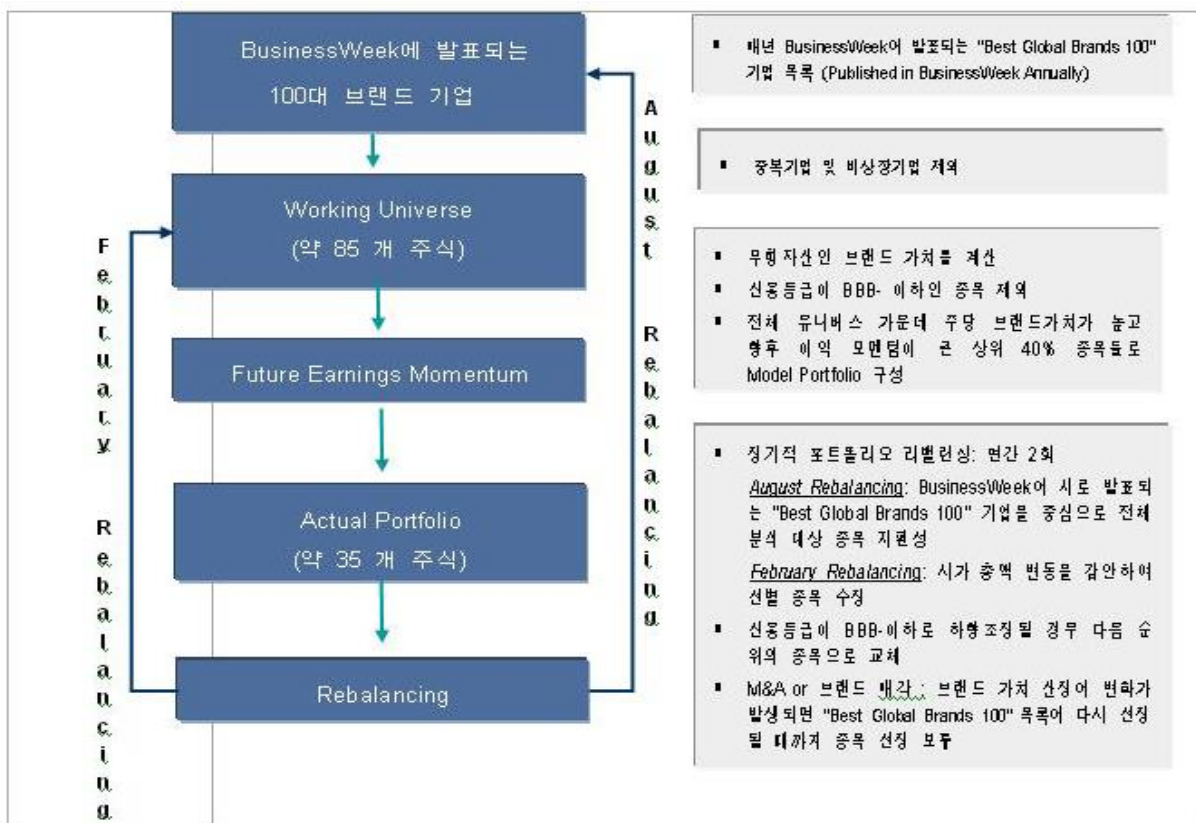 BusinessWeek에 발표되는
100대 브랜드 기업
Working Universe
(약 85 개 주식)
Future Earnings Momentum
Actual Portfolio
(약 35 개 주식)
Rebalancing
February Rebalancing
August Rebalancing
▪ 매년 BusinessWeek에 발표되는 "Best Global Brands 100"
기업 목록 (Published in BusinessWeek Annually)
▪ 중복기업 및 비상장기업 제외
▪ 무형자산인 브랜드 가치를 계산
▪ 신용등급이 BBB- 이하인 종목 제외
▪ 전체 유니버스 가운데 주당 브랜드가치가 높고
향후 이익 모멘텀이 큰 상위 40% 종목들로
Model Portfolio 구성
▪ 정기적 포트폴리오 리밸런싱: 연간 2회
August Rebalancing: BusinessWeek에 새로 발표되
는 "Best Global Brands 100" 기업을 중심으로 전체
분석 대상 종목 재편성
February Rebalancing: 시가 총액 변동을 감안하여
선별 종목 수정
▪ 신용등급이 BBB-이하로 하향조정될 경우 다음 순
위의 종목으로 교체
▪ M&A or 브랜드 매각 : 브랜드 가치 산정에 변화가
발생되면 "Best Global Brands 100" 목록에 다시 선정
될 때까지 종목 선정 보류